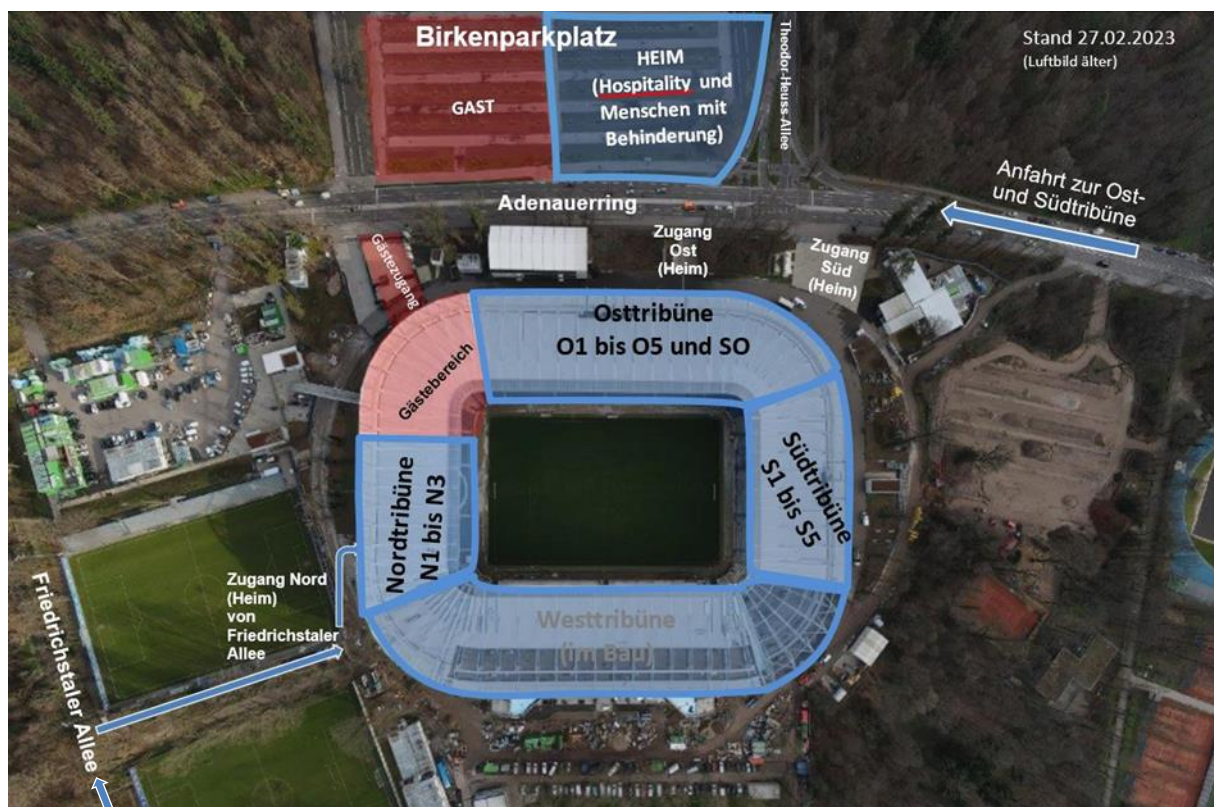 Birkenparkplatz
GAST
HEIM
(Hospitality und
Menschen mit
Behinderung)
Theodor-Heuss-Allee
Stand 27.02.2023
(Luftbild älter)
Anfahrt zur Ost-
und Südtribüne
Adenauerring
Gästezugang
Zugang
Ost
(Heim)
Zugang
Süd
(Heim)
Osttribüne
O1 bis O5 und SO
Gästebereich
Nordtribüne
N1 bis N3
Südtribüne
S1 bis S5
Westtribüne
(im Bau)
Zugang Nord
(Heim)
von
Friedrichstaler
Allee
Friedrichstaler Allee